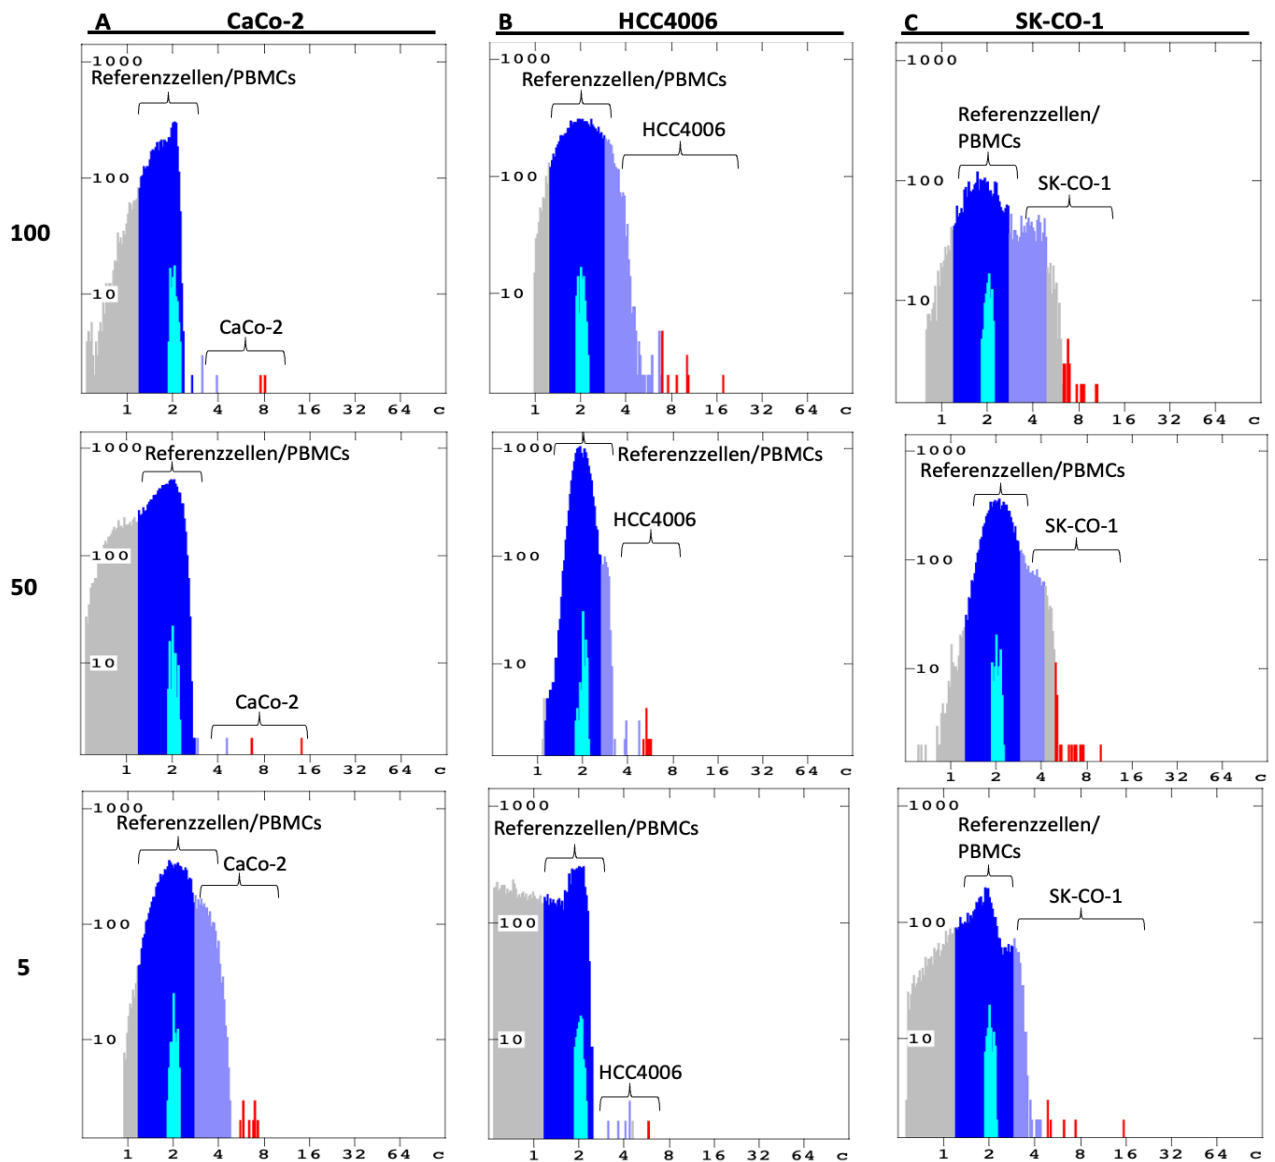 A CaCo-2
B HCC4006
C SK-CO-1
100
1000
Referenzzellen/PBMCs
100
CaCo-2
10
1 2 4 8 16 32 64 c
1000
Referenzzellen/PBMCs
HCC4006
100
10
1 2 4 8 16 32 64 c
1000
Referenzzellen/
PBMCs
SK-CO-1
100
10
1 2 4 8 16 32 64 c
50
1000
Referenzzellen/PBMCs
100
10
CaCo-2
1 2 4 8 16 32 64 c
1000
Referenzzellen/PBMCs
HCC4006
100
10
1 2 4 8 16 32 64 c
1000
Referenzzellen/PBMCs
SK-CO-1
100
10
1 2 4 8 16 32 64 c
5
1000
Referenzzellen/PBMCs
CaCo-2
100
10
1 2 4 8 16 32 64 c
1000
Referenzzellen/PBMCs
100
10
HCC4006
1 2 4 8 16 32 64 c
1000
Referenzzellen/
PBMCs
SK-CO-1
100
10
1 2 4 8 16 32 64 c